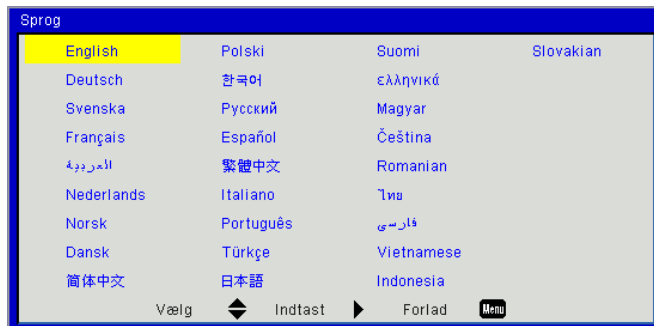 Sprog
English Polski Suomi Slovakian
Deutsch 한국어 ελληνικά
Svenska Русский Magyar
Français Español Čeština
العربية 繁體中文 Romanian
Nederlands Italiano ไทย
Norsk Português فارسی
Dansk Türkçe Vietnamese
简体中文 日本語 Indonesia
Vælg Indtast Forlad Menu